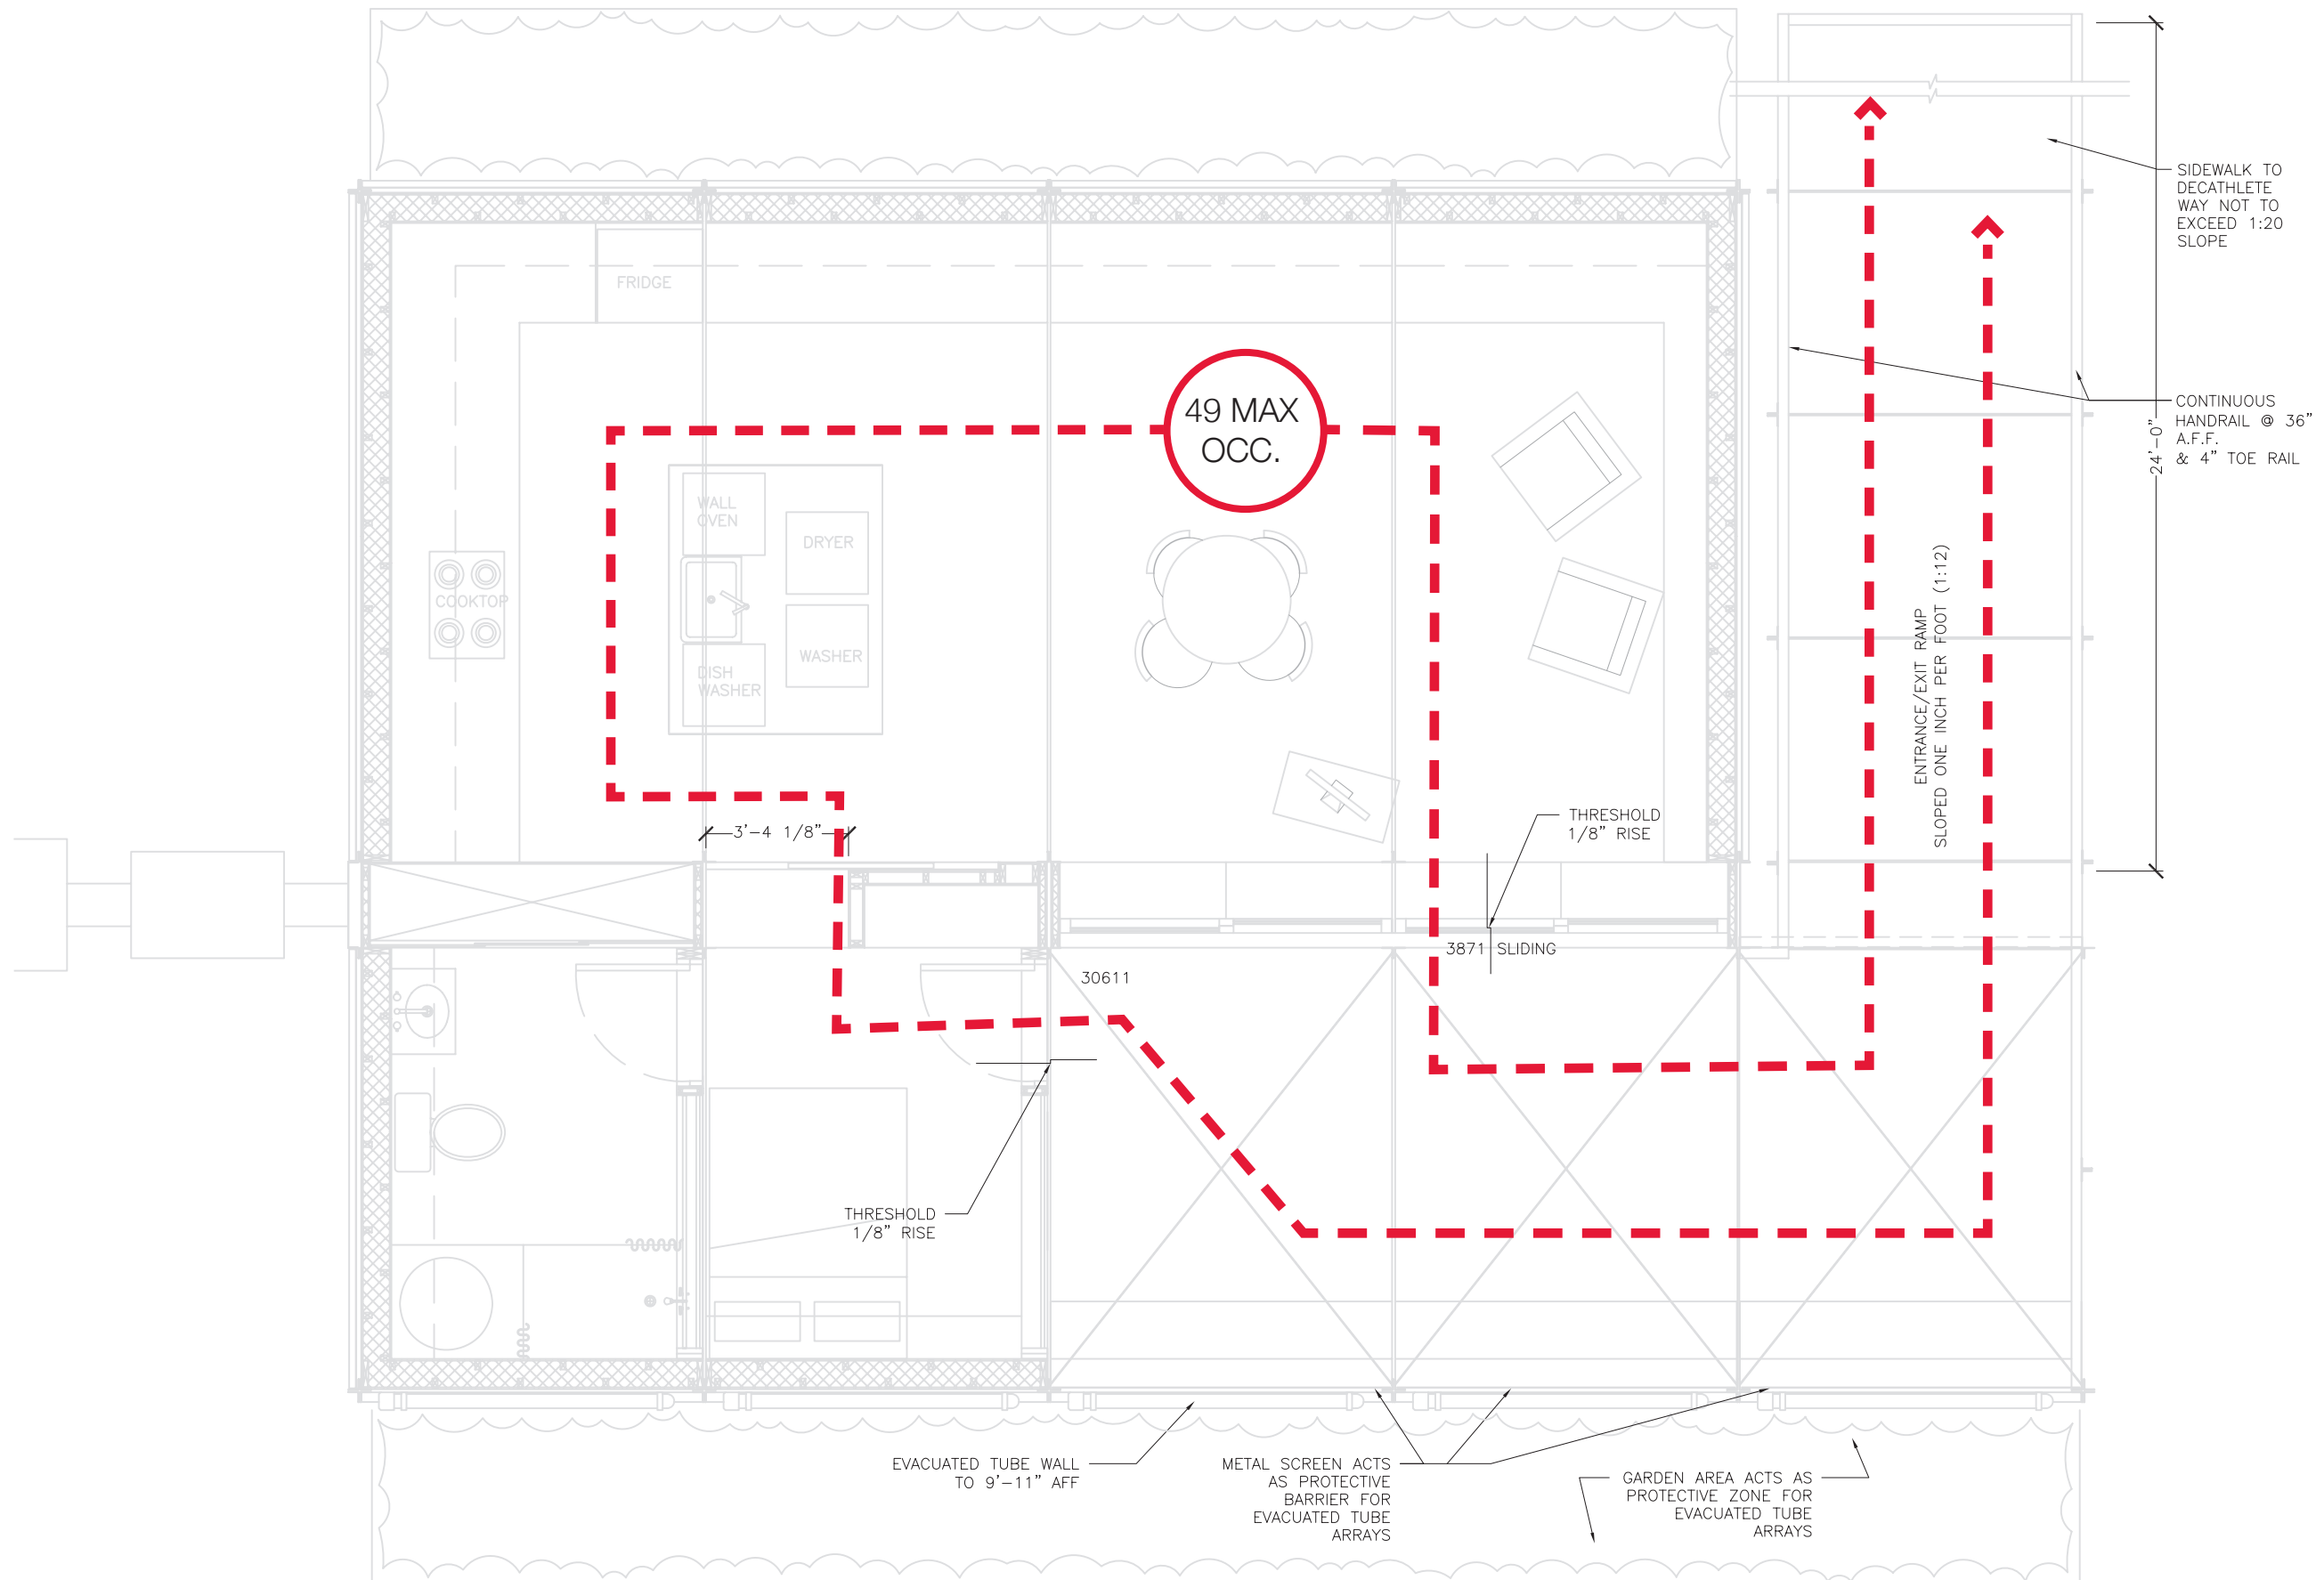 SIDEWALK TO
DECATHLETE
WAY NOT TO
EXCEED 1:20
SLOPE
FRIDGE
49 MAX
OCC.
CONTINUOUS
HANDRAIL @ 36"
A.F.F.
& 4" TOE RAIL
24'-0"
WALL
OVEN
DRYER
COOKTOP
WASHER
DISH
WASHER
ENTRANCE/EXIT RAMP
SLOPED ONE INCH PER FOOT (1:12)
3'-4 1/8"
THRESHOLD
1/8" RISE
3871 SLIDING
30611
THRESHOLD
1/8" RISE
EVACUATED TUBE WALL
TO 9'-11" AFF
METAL SCREEN ACTS
AS PROTECTIVE
BARRIER FOR
EVACUATED TUBE
ARRAYS
GARDEN AREA ACTS AS
PROTECTIVE ZONE FOR
EVACUATED TUBE
ARRAYS